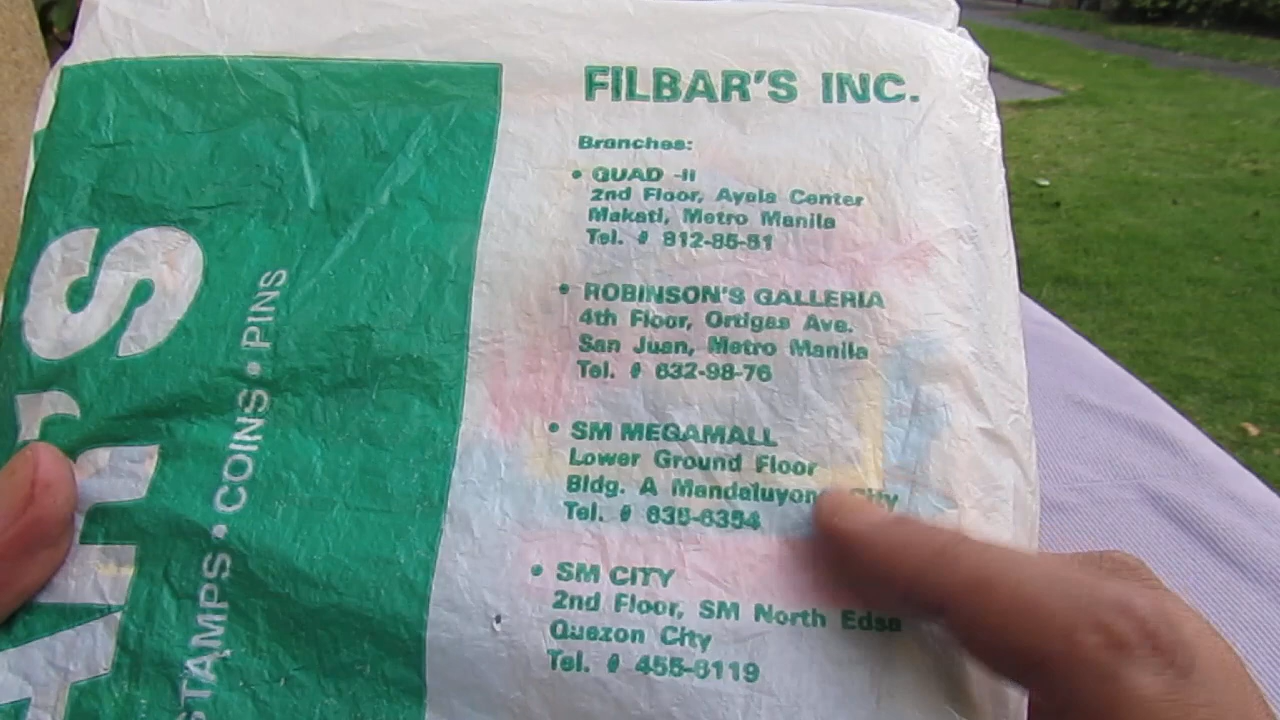 FILBAR'S INC.
Branches:
• QUAD -II
2nd Floor, Ayala Center
Makati, Metro Manila
Tel. # 812-85-51
• ROBINSON'S GALLERIA
4th Floor, Ortigas Ave.
San Juan, Metro Manila
Tel. # 632-98-76
• SM MEGAMALL
Lower Ground Floor
Bldg. A Mandaluyong City
Tel. # 635-6354
• SM CITY
2nd Floor, SM North Edsa
Quezon City
Tel. # 455-8119
AR'S
STAMPS • COINS • PINS